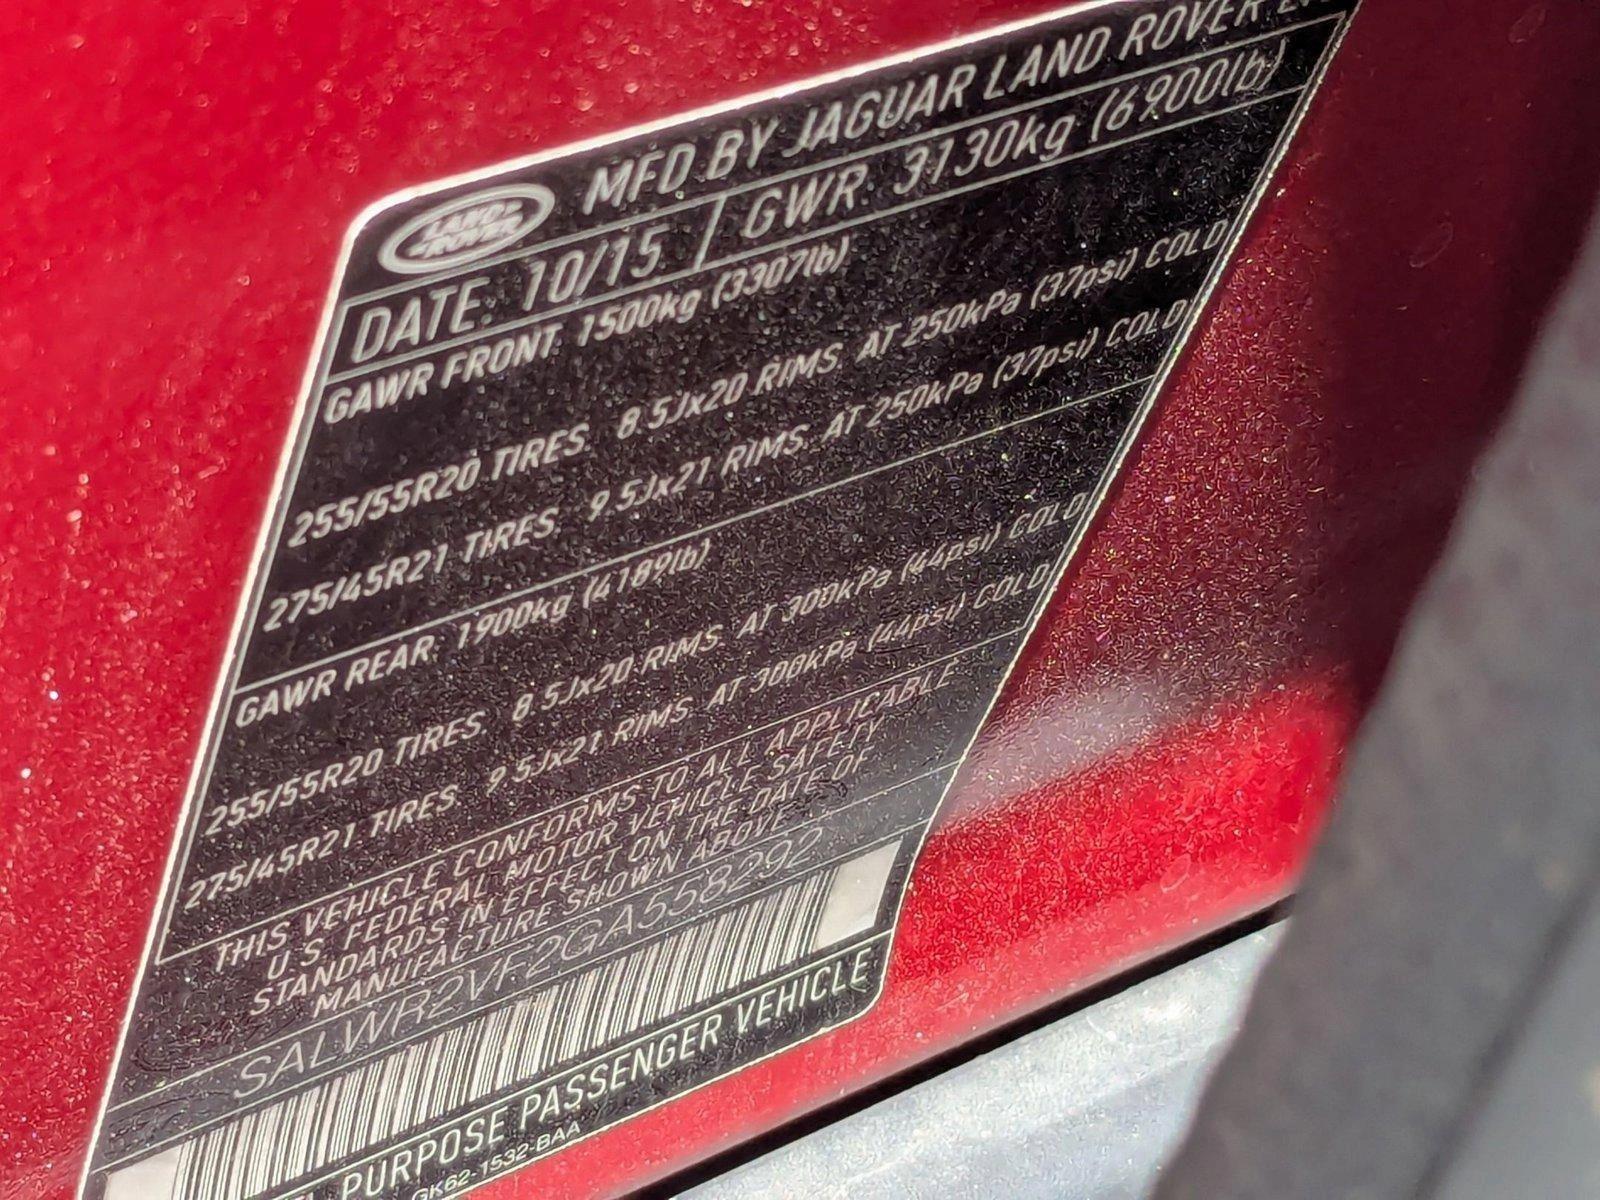 LAND-
-ROVER
MFD BY JAGUAR LAND ROVER
DATE: 10/15 GWR: 3130kg (6900lb)
GAWR FRONT: 1500kg (3307lb)
255/55R20 TIRES: 8.5Jx20 RIMS: AT 250kPa (37psi) COLD
275/45R21 TIRES: 9.5Jx21 RIMS: AT 250kPa (37psi) COLD
GAWR REAR: 1900kg (4189lb)
255/55R20 TIRES: 8.5Jx20 RIMS: AT 300kPa (44psi) COLD
275/45R21 TIRES: 9.5Jx21 RIMS: AT 300kPa (44psi) COLD
THIS VEHICLE CONFORMS TO ALL APPLICABLE
U.S. FEDERAL MOTOR VEHICLE SAFETY
STANDARDS IN EFFECT ON THE DATE OF
MANUFACTURE SHOWN ABOVE
SALWR2VF2GA558292
PURPOSE PASSENGER VEHICLE
GK62-1532-BAA